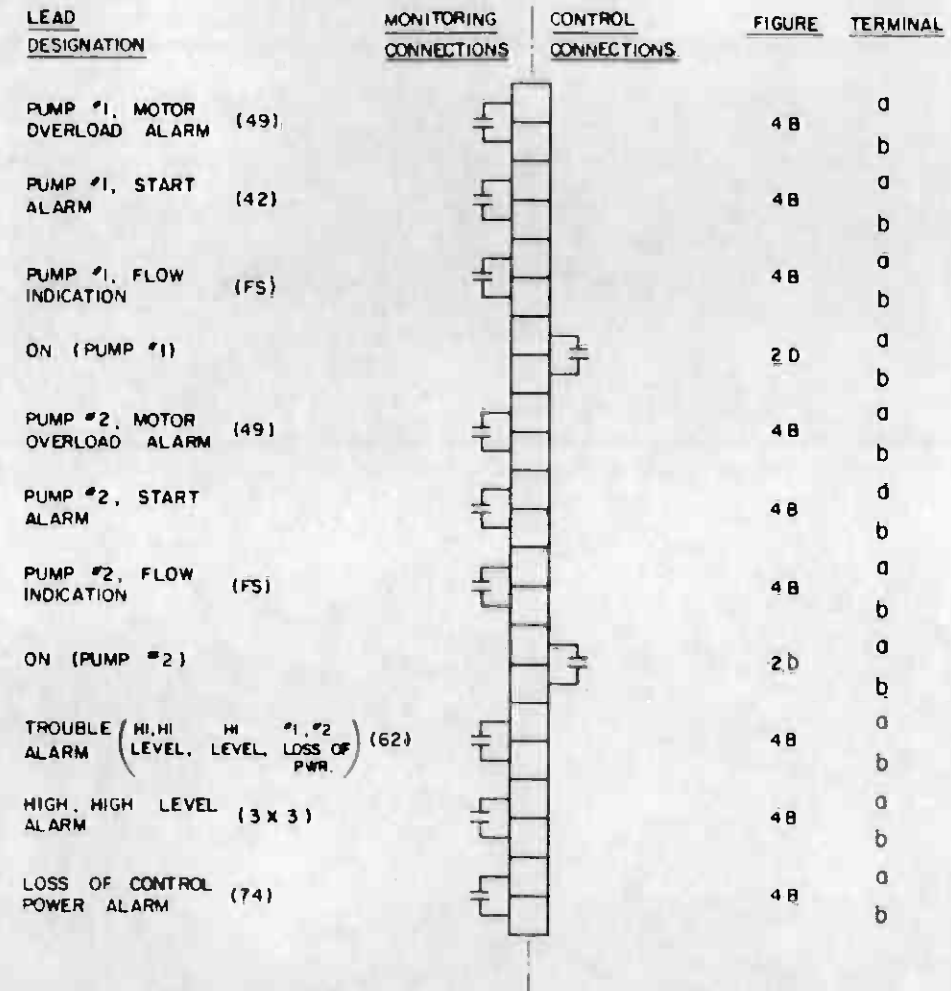 LEAD DESIGNATION
MONITORING CONNECTIONS
CONTROL CONNECTIONS.
FIGURE
TERMINAL
PUMP #1, MOTOR
OVERLOAD ALARM (49)
4B
a
b
PUMP #1, START
ALARM (42)
4B
a
b
PUMP #1, FLOW
INDICATION (FS)
4B
a
b
ON (PUMP #1)
2D
a
b
PUMP #2, MOTOR
OVERLOAD ALARM (49)
4B
a
b
PUMP #2, START
ALARM
4B
a
b
PUMP #2, FLOW
INDICATION (FS)
4B
a
b
ON (PUMP #2)
2b
a
b
TROUBLE ALARM (HI,HI LEVEL, HI LEVEL, #1,#2 LOSS OF PWR.) (62)
4B
a
b
HIGH, HIGH LEVEL
ALARM (3X3)
4B
a
b
LOSS OF CONTROL
POWER ALARM (74)
4B
a
b